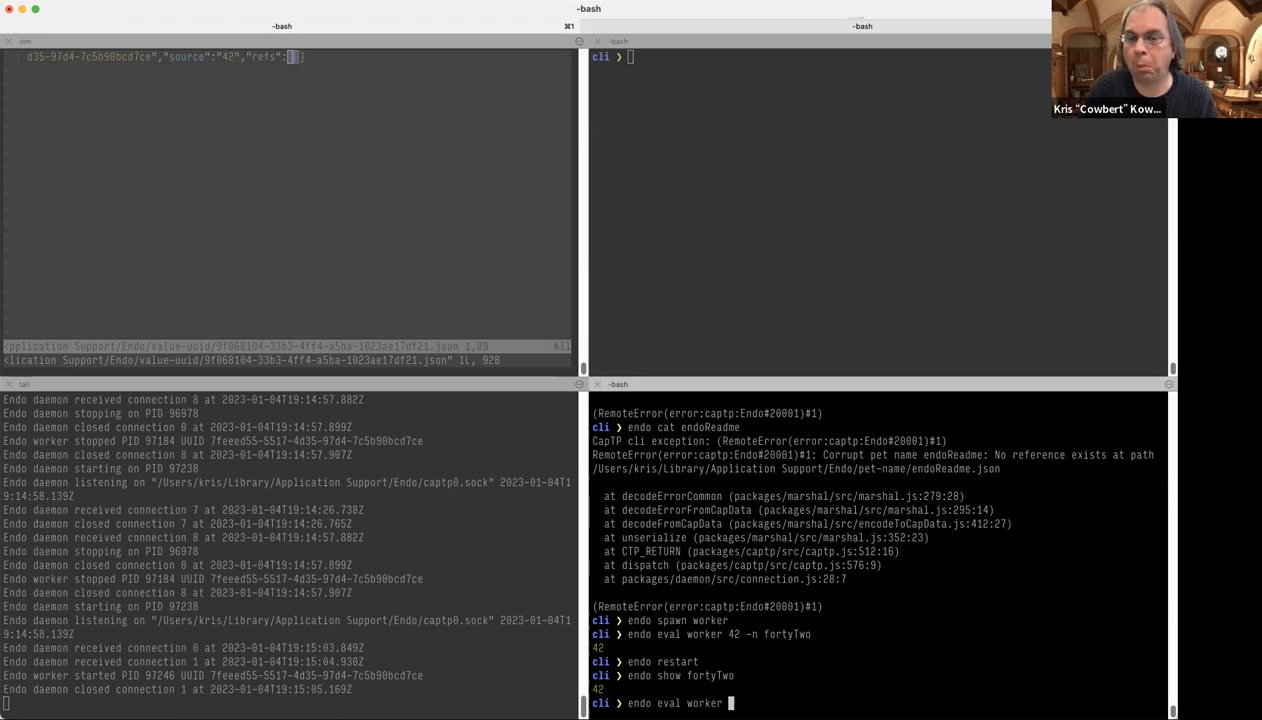 -bash
-bash
⌘1
-bash
vim
-bash
d35-97d4-7c5b90bcd7ce","source":"42","refs":[]}
cli ❯
Kris "Cowbert" Kow...
<pplication Support/Endo/value-uuid/9f068104-33b3-4ff4-a5ba-1023ae17df21.json 1,89 All
<lication Support/Endo/value-uuid/9f068104-33b3-4ff4-a5ba-1023ae17df21.json" 1L, 92B
tail
Endo daemon received connection 8 at 2023-01-04T19:14:57.882Z
Endo daemon stopping on PID 96978
Endo daemon closed connection 0 at 2023-01-04T19:14:57.899Z
Endo worker stopped PID 97184 UUID 7feeed55-5517-4d35-97d4-7c5b90bcd7ce
Endo daemon closed connection 8 at 2023-01-04T19:14:57.907Z
Endo daemon starting on PID 97238
Endo daemon listening on "/Users/kris/Library/Application Support/Endo/captp0.sock" 2023-01-04T1
9:14:58.139Z
Endo daemon received connection 7 at 2023-01-04T19:14:26.738Z
Endo daemon closed connection 7 at 2023-01-04T19:14:26.765Z
Endo daemon received connection 8 at 2023-01-04T19:14:57.882Z
Endo daemon stopping on PID 96978
Endo daemon closed connection 0 at 2023-01-04T19:14:57.899Z
Endo worker stopped PID 97184 UUID 7feeed55-5517-4d35-97d4-7c5b90bcd7ce
Endo daemon closed connection 8 at 2023-01-04T19:14:57.907Z
Endo daemon starting on PID 97238
Endo daemon listening on "/Users/kris/Library/Application Support/Endo/captp0.sock" 2023-01-04T1
9:14:58.139Z
Endo daemon received connection 0 at 2023-01-04T19:15:03.849Z
Endo daemon received connection 1 at 2023-01-04T19:15:04.930Z
Endo worker started PID 97246 UUID 7feeed55-5517-4d35-97d4-7c5b90bcd7ce
Endo daemon closed connection 1 at 2023-01-04T19:15:05.169Z
-bash
(RemoteError(error:captp:Endo#20001)#1)
cli ❯ endo cat endoReadme
CapTP cli exception: (RemoteError(error:captp:Endo#20001)#1)
RemoteError(error:captp:Endo#20001)#1: Corrupt pet name endoReadme: No reference exists at path
/Users/kris/Library/Application Support/Endo/pet-name/endoReadme.json
at decodeErrorCommon (packages/marshal/src/marshal.js:279:28)
at decodeErrorFromCapData (packages/marshal/src/marshal.js:295:14)
at decodeFromCapData (packages/marshal/src/encodeToCapData.js:412:27)
at unserialize (packages/marshal/src/marshal.js:352:23)
at CTP_RETURN (packages/captp/src/captp.js:512:16)
at dispatch (packages/captp/src/captp.js:576:9)
at packages/daemon/src/connection.js:28:7
(RemoteError(error:captp:Endo#20001)#1)
cli ❯ endo spawn worker
cli ❯ endo eval worker 42 -n fortyTwo
42
cli ❯ endo restart
cli ❯ endo show fortyTwo
42
cli ❯ endo eval worker